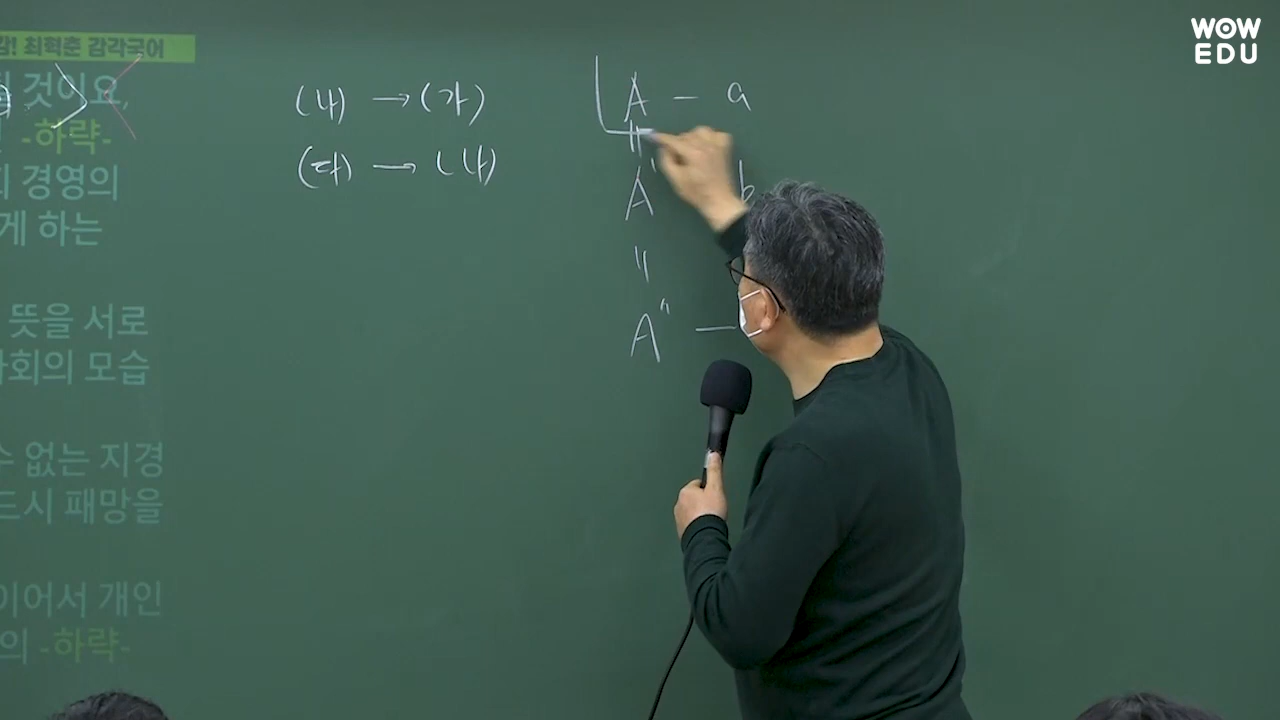 WOW
EDU
감! 최혁춘 감각국어
것이요,
-하략-
경영의
게 하는
뜻을 서로
사회의 모습
수 없는 지경
드시 패망을
이어서 개인
의 -하략-
(나) → (가)
(다) → (나)
A — a
"
A' b
"
A" —